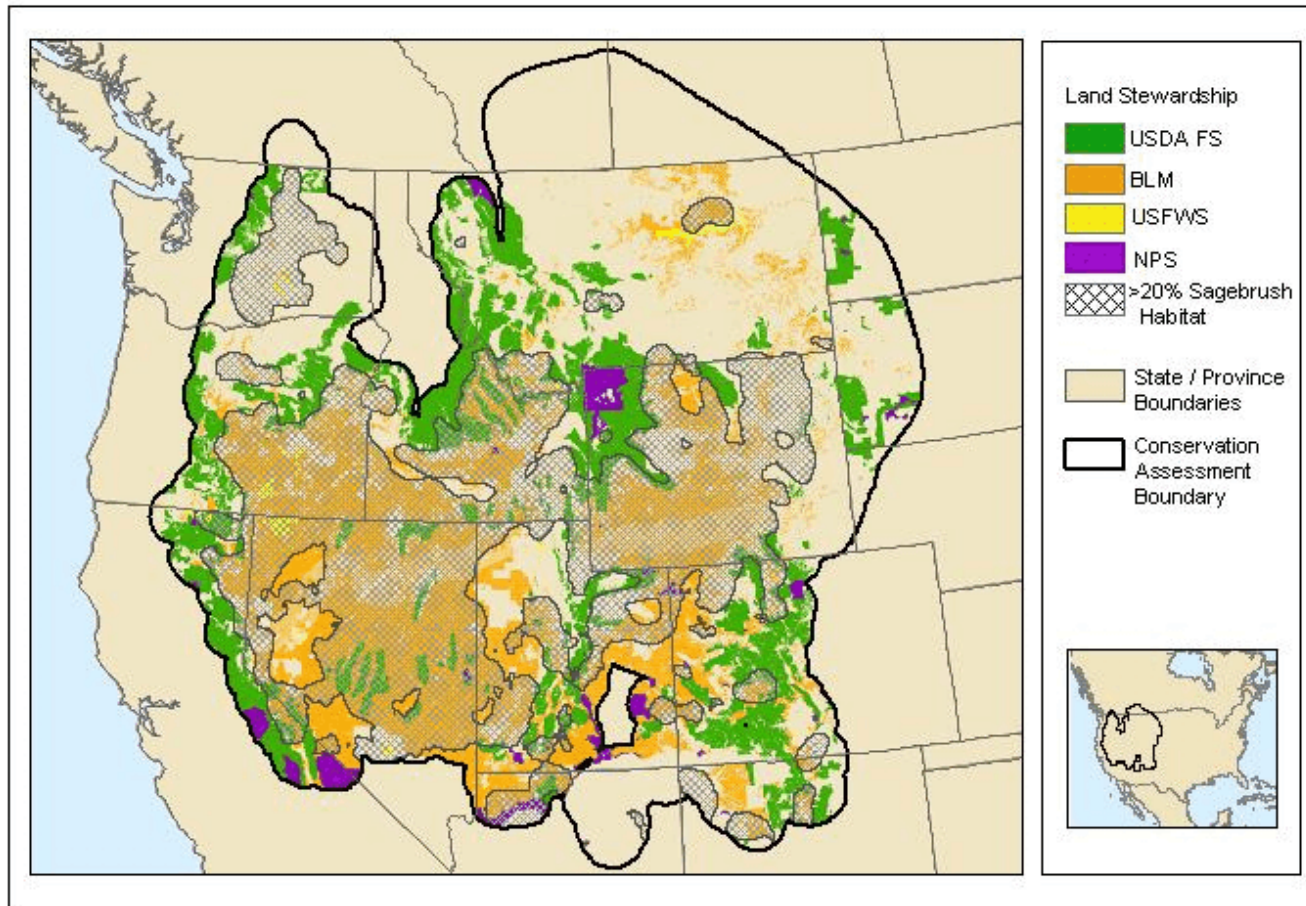 Land Stewardship
USDA FS
BLM
USFWS
NPS
>20% Sagebrush
Habitat
State / Province
Boundaries
Conservation
Assessment
Boundary